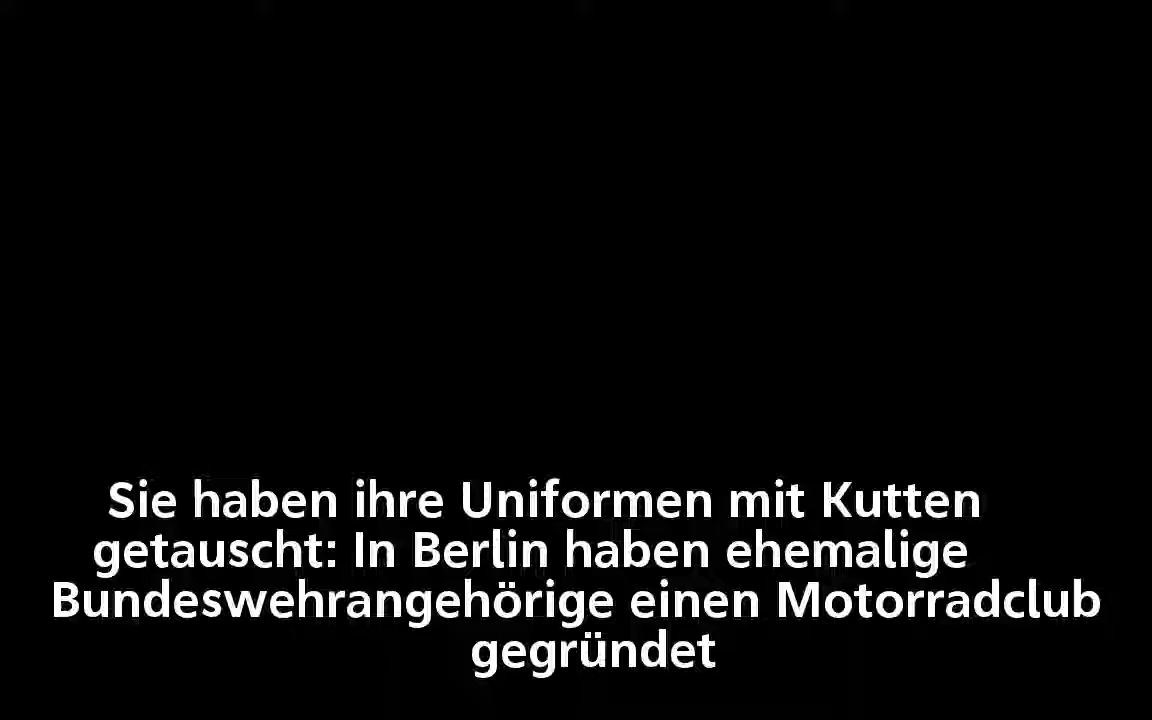 Sie haben ihre Uniformen mit Kutten
getauscht: In Berlin haben ehemalige
Bundeswehrangehörige einen Motorradclub
gegründet